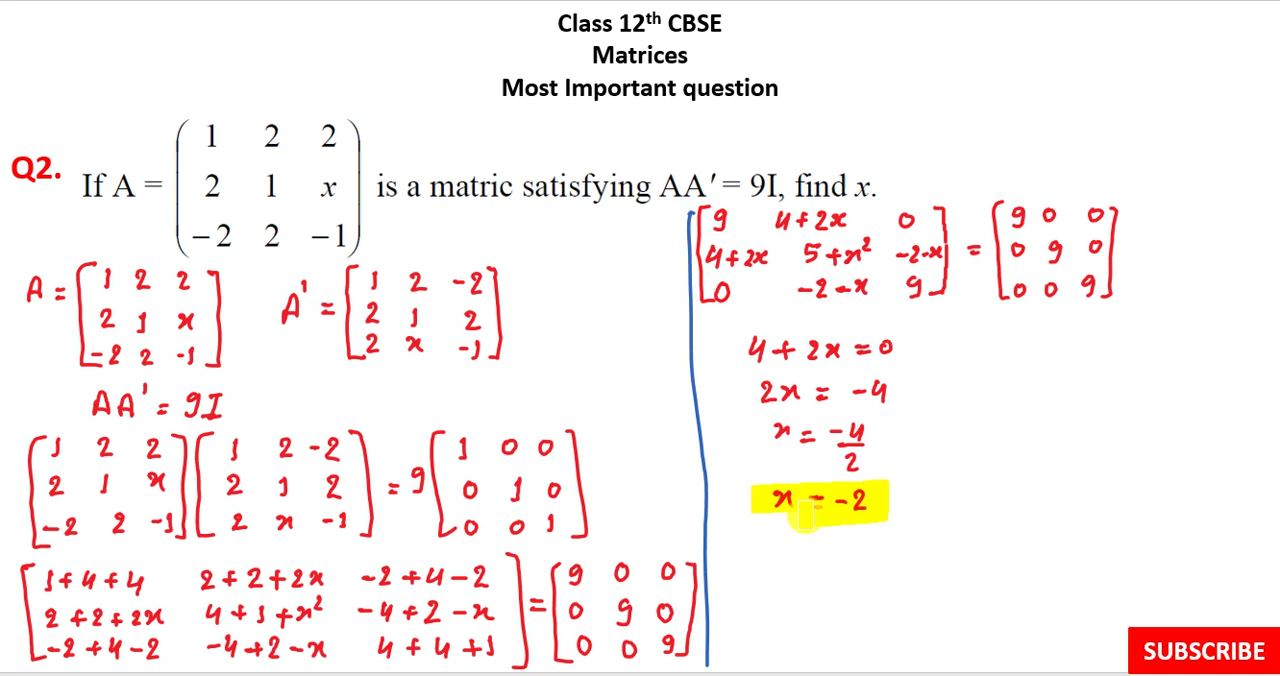 Class 12th CBSE
Matrices
Most Important question
Q2. If A = ( 1 2 2
2 1 x
−2 2 −1 ) is a matric satisfying AA′ = 9I, find x.
A = [ 1 2 2
2 1 x
-2 2 -1 ]
A' = [ 1 2 -2
2 1 2
2 x -1 ]
AA' = 9I
[ 1 2 2 ] [ 1 2 -2 ] = 9 [ 1 0 0 ]
[ 2 1 x ] [ 2 1 2 ] [ 0 1 0 ]
[ -2 2 -1 ] [ 2 x -1 ] [ 0 0 1 ]
[ 1+4+4 2+2+2x -2+4-2 ] = [ 9 0 0 ]
[ 2+2+2x 4+1+x² -4+2-x ] [ 0 9 0 ]
[ -2+4-2 -4+2-x 4+4+1 ] [ 0 0 9 ]
[ 9 4+2x 0 ] = [ 9 0 0 ]
[ 4+2x 5+x² -2-x ] [ 0 9 0 ]
[ 0 -2-x 9 ] [ 0 0 9 ]
4+2x=0
2x = -4
x = -4/2
x = -2
SUBSCRIBE